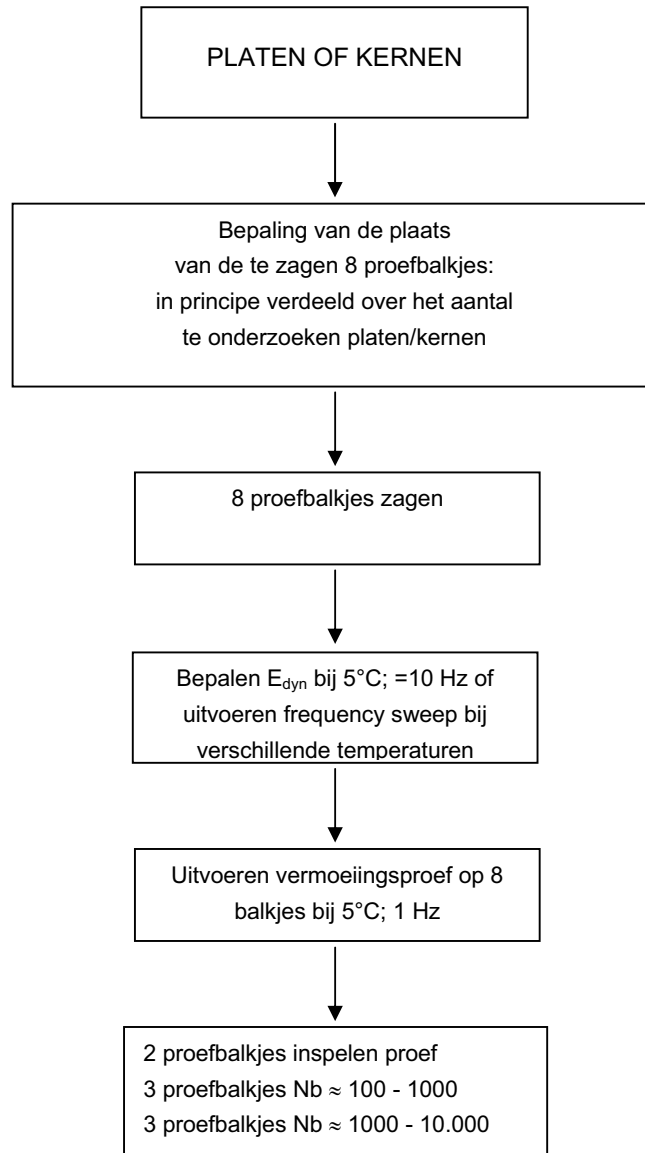 PLATEN OF KERNEN
Bepaling van de plaats
van de te zagen 8 proefbalkjes:
in principe verdeeld over het aantal
te onderzoeken platen/kernen
8 proefbalkjes zagen
Bepalen Edyn bij 5°C; =10 Hz of
uitvoeren frequency sweep bij
verschillende temperaturen
Uitvoeren vermoeiingsproef op 8
balkjes bij 5°C; 1 Hz
2 proefbalkjes inspelen proef
3 proefbalkjes Nb ≈ 100 - 1000
3 proefbalkjes Nb ≈ 1000 - 10.000